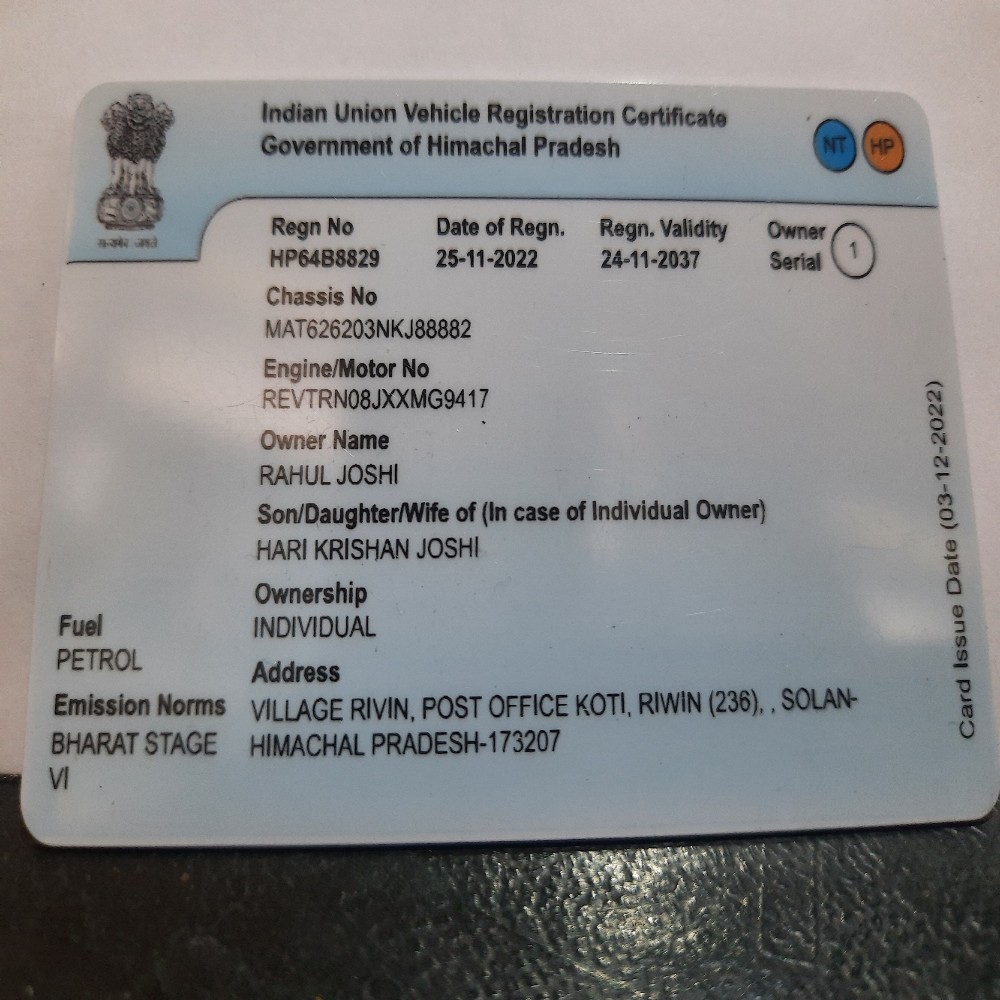 Indian Union Vehicle Registration Certificate
Government of Himachal Pradesh
NT HP
Regn No Date of Regn. Regn. Validity Owner Serial 1
HP64B8829 25-11-2022 24-11-2037
Chassis No
MAT626203NKJ88882
Engine/Motor No
REVTRN08JXXMG9417
Owner Name
RAHUL JOSHI
Son/Daughter/Wife of (In case of Individual Owner)
HARI KRISHAN JOSHI
Ownership
INDIVIDUAL
Address
VILLAGE RIVIN, POST OFFICE KOTI, RIWIN (236), , SOLAN-
HIMACHAL PRADESH-173207
Fuel
PETROL
Emission Norms
BHARAT STAGE
VI
Card Issue Date (03-12-2022)